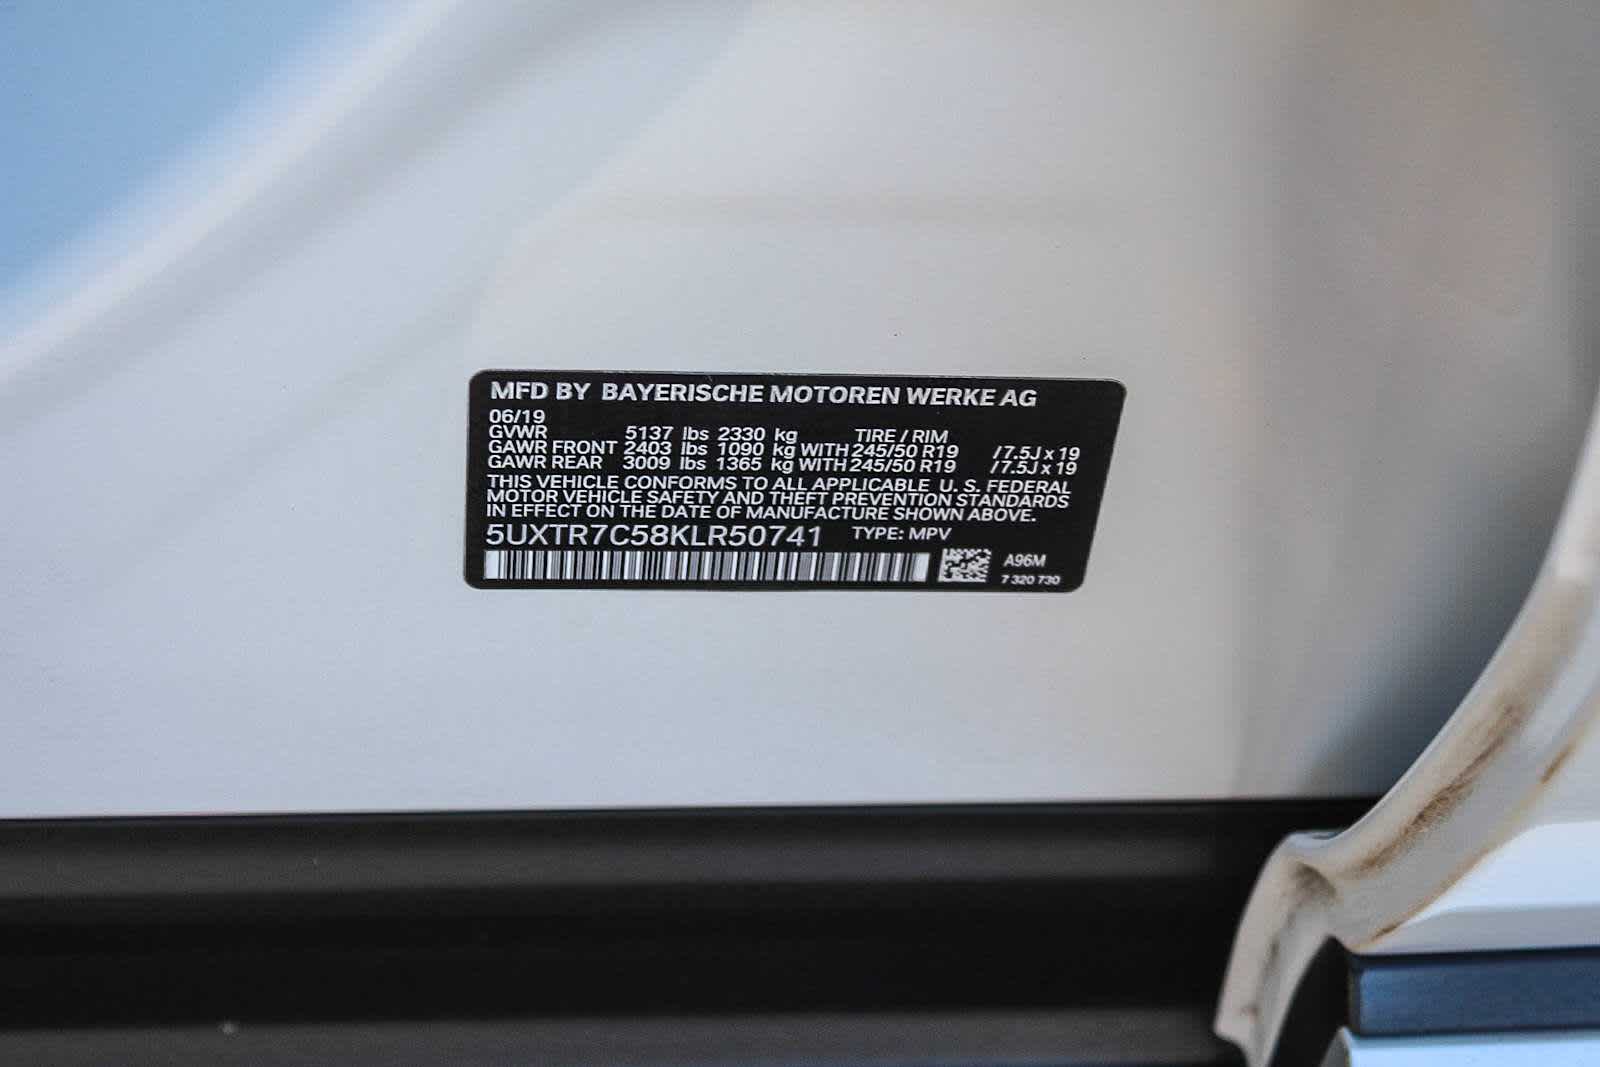 MFD BY BAYERISCHE MOTOREN WERKE AG
06/19
GVWR 5137 lbs 2330 kg TIRE / RIM
GAWR FRONT 2403 lbs 1090 kg WITH 245/50 R19 /7.5J x 19
GAWR REAR 3009 lbs 1365 kg WITH 245/50 R19 /7.5J x 19
THIS VEHICLE CONFORMS TO ALL APPLICABLE U. S. FEDERAL
MOTOR VEHICLE SAFETY AND THEFT PREVENTION STANDARDS
IN EFFECT ON THE DATE OF MANUFACTURE SHOWN ABOVE.
5UXTR7C58KLR50741 TYPE: MPV
A96M
7 320 730